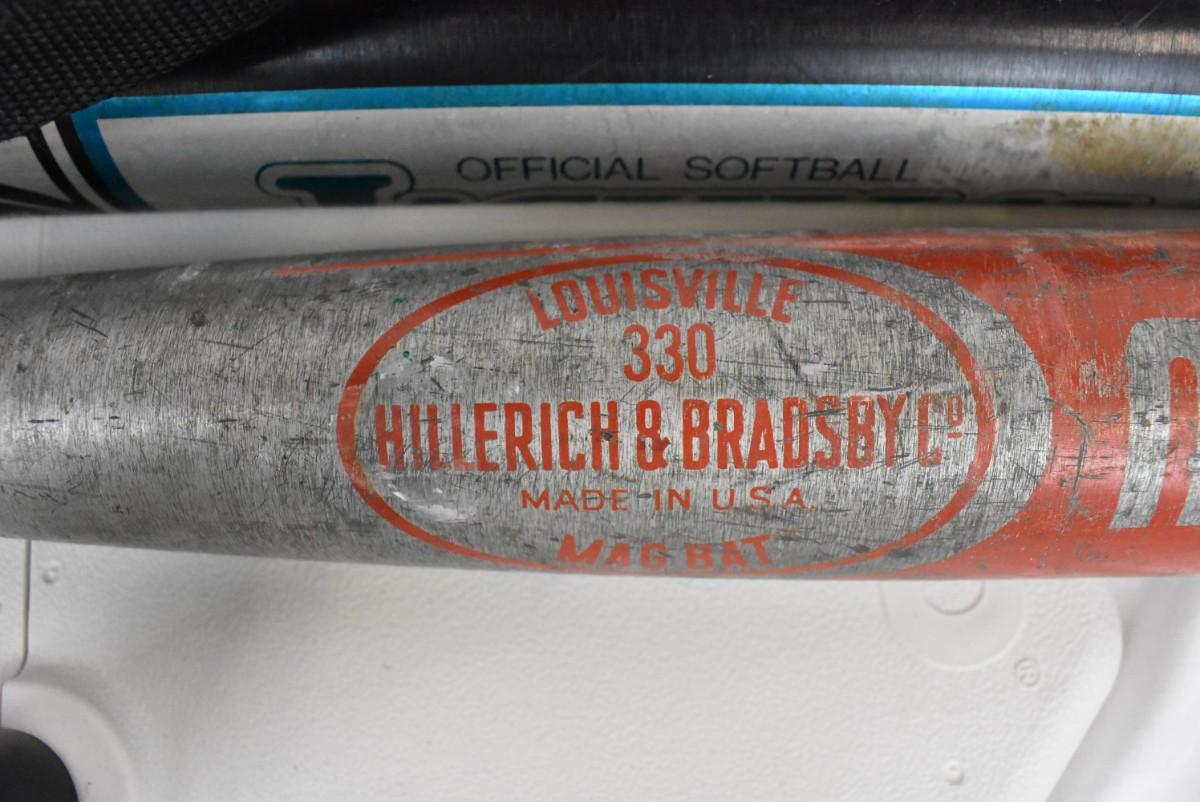 OFFICIAL SOFTBALL
LOUISVILLE
330
HILLERICH & BRADSBY Cº
MADE IN U.S.A.
MAG BAT
®